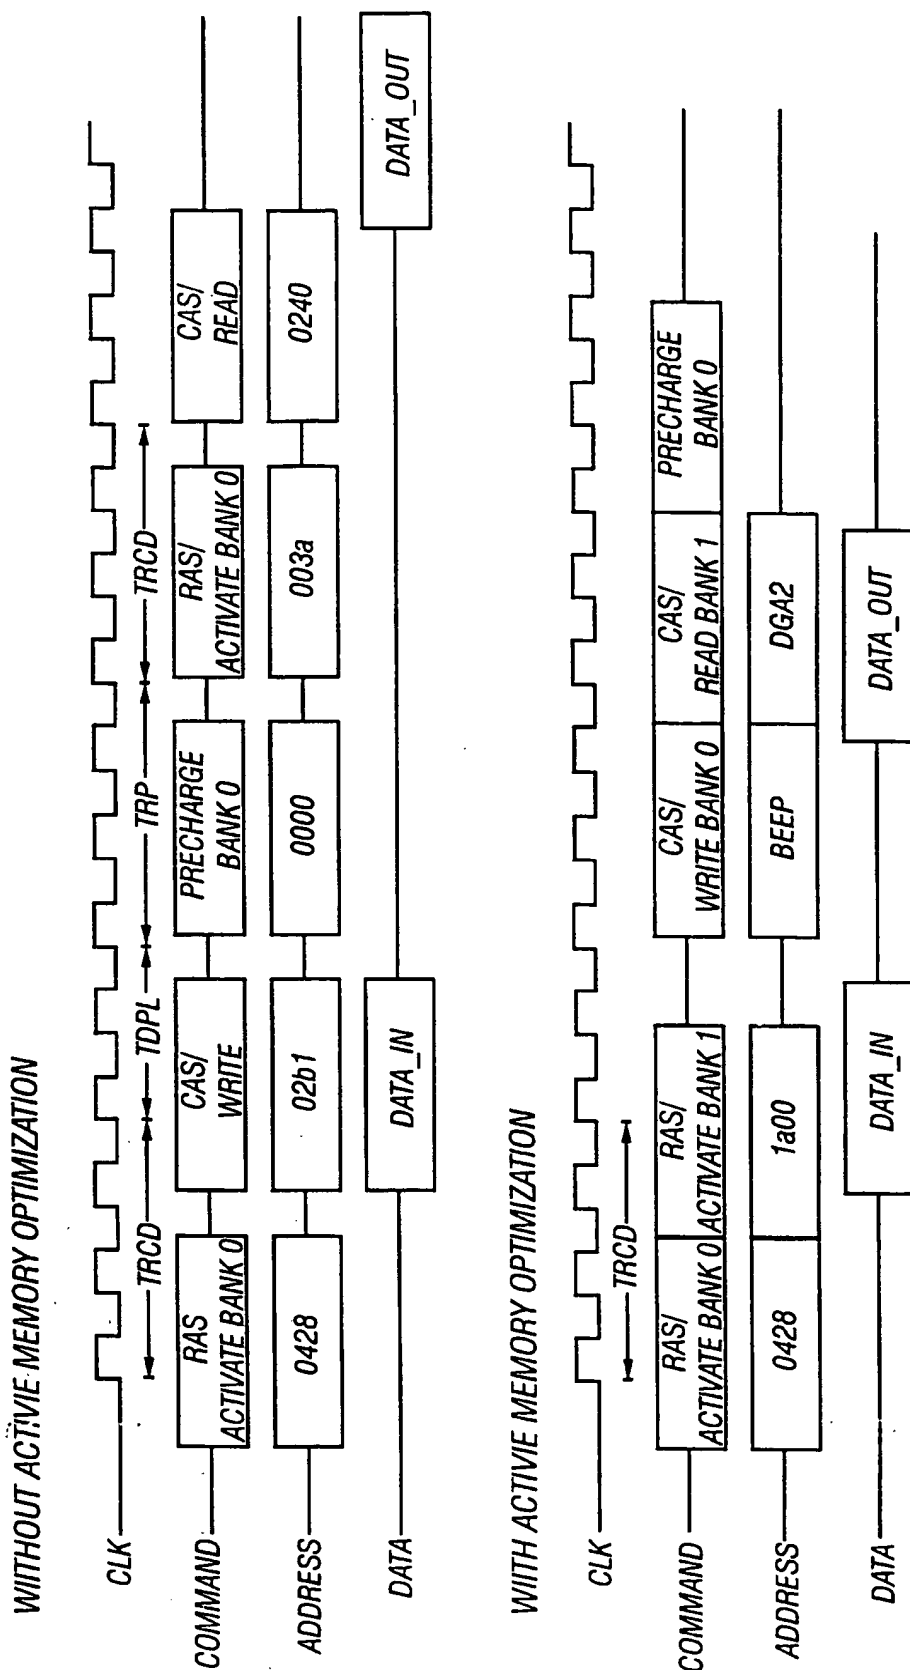 WIITHOUT ACTIVIE MEMORY OPTIMIZATION
CLK
TRCD
TDPL
TRP
TRCD
COMMAND
RAS
ACTIVATE BANK 0
CAS/
WRITE
PRECHARGE
BANK 0
RAS/
ACTIVATE BANK 0
CAS/
READ
ADDRESS
0428
02b1
0000
003a
0240
DATA
DATA_IN
DATA_OUT
WIITH ACTIVIE MEMORY OPTIMIZATION
CLK
TRCD
COMMAND
RAS/
ACTIVATE BANK 0
RAS/
ACTIVATE BANK 1
CAS/
WRITE BANK 0
CAS/
READ BANK 1
PRECHARGE
BANK 0
ADDRESS
0428
1a00
BEEP
DGA2
DATA
DATA_IN
DATA_OUT